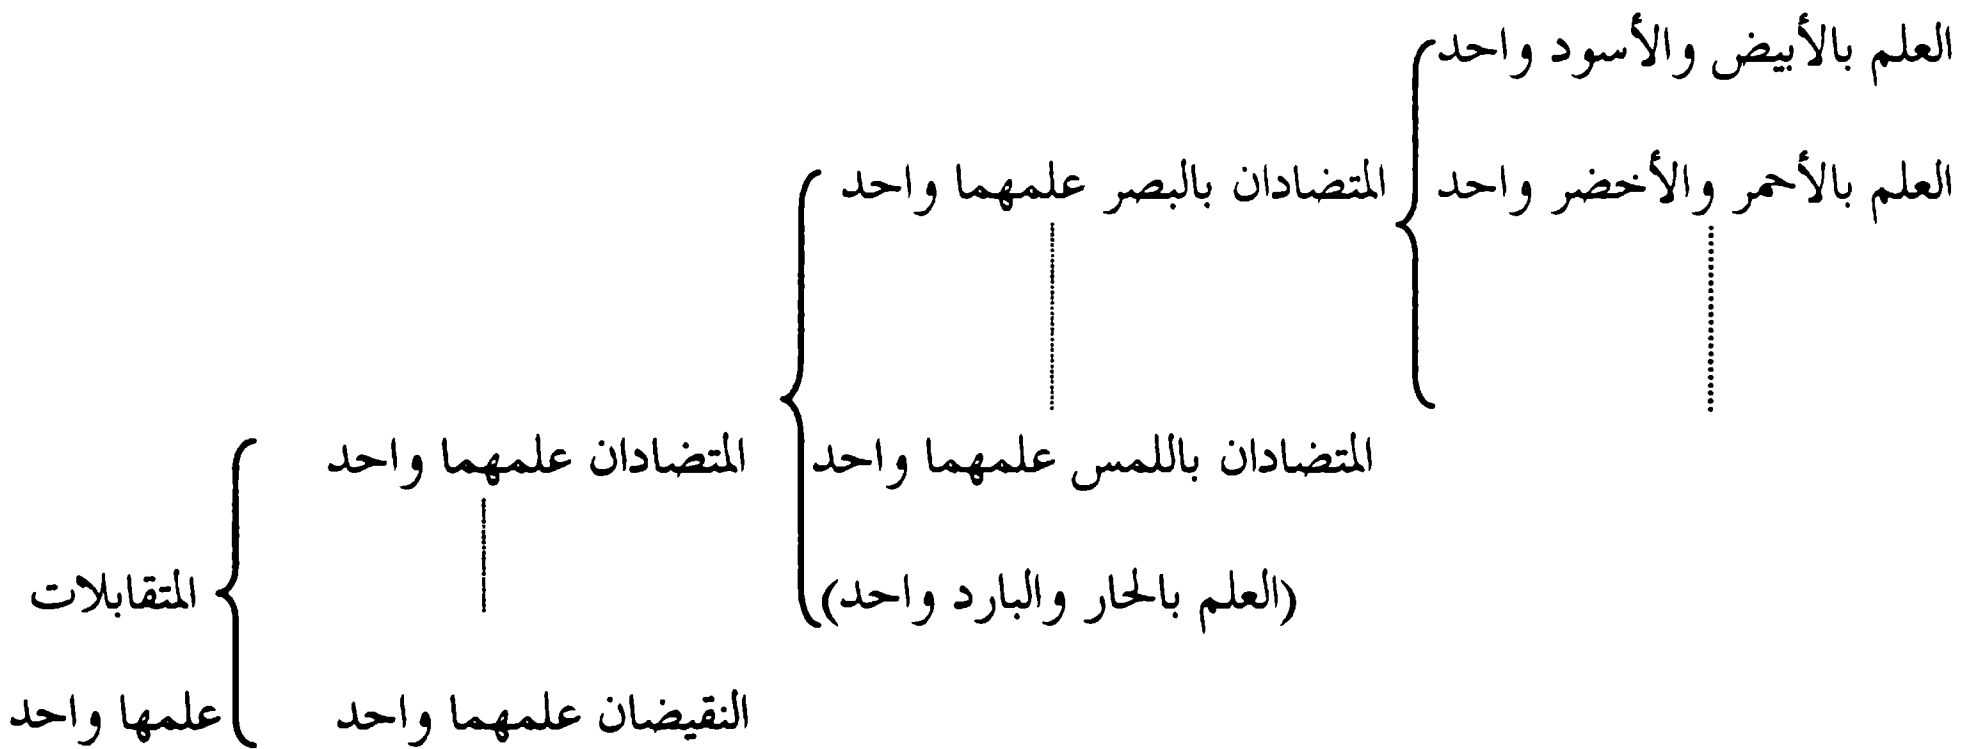 العلم بالأبيض والأسود واحد
العلم بالأحمر والأخضر واحد
المتضادان بالبصر علمهما واحد
المتضادان باللمس علمهما واحد
(العلم بالحار والبارد واحد)
المتضادان علمهما واحد
النقيضان علمهما واحد
المتقابلات
علمها واحد